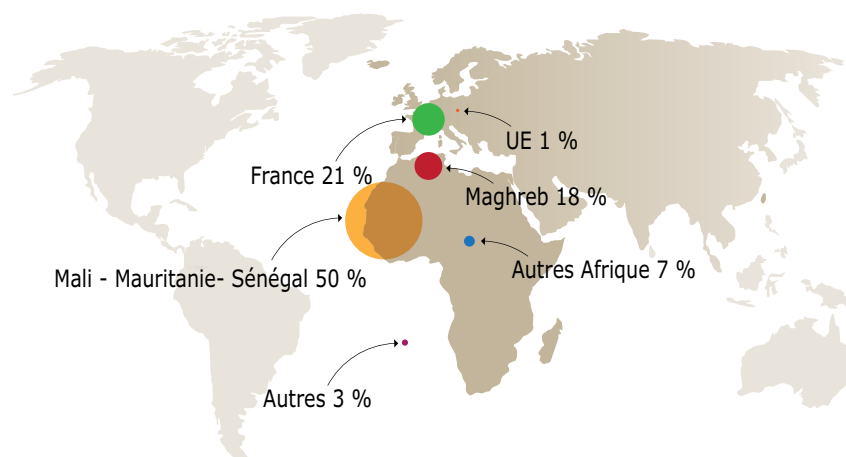 UE 1 %
France 21 %
Maghreb 18 %
Autres Afrique 7 %
Mali - Mauritanie- Sénégal 50 %
Autres 3 %